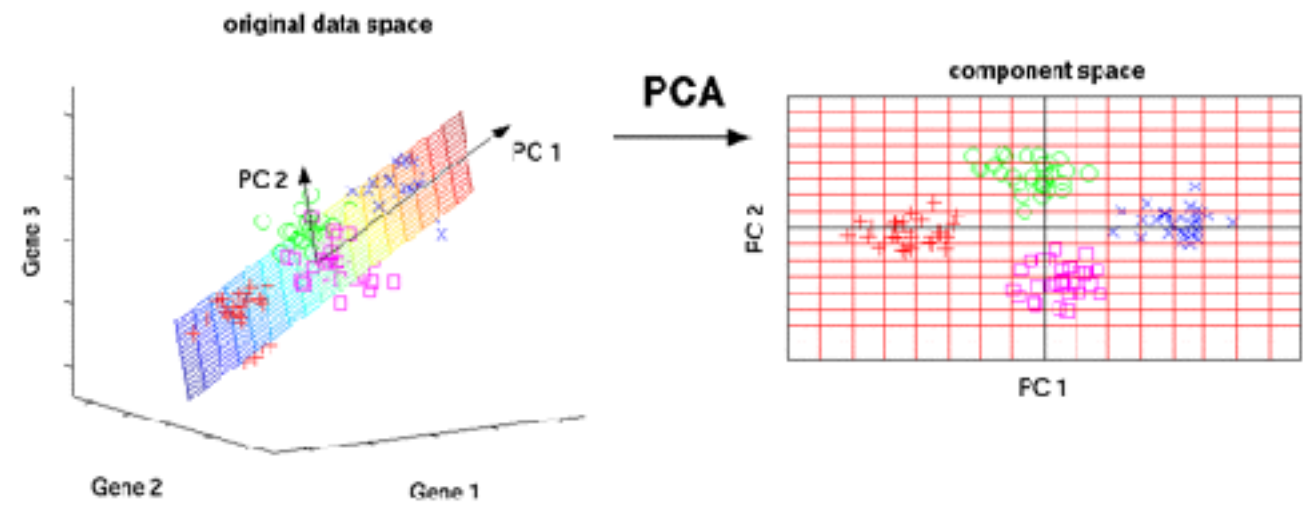 original data space
PC 1
PC 2
Gene 3
Gene 2
Gene 1
PCA
component space
PC 2
PC 1